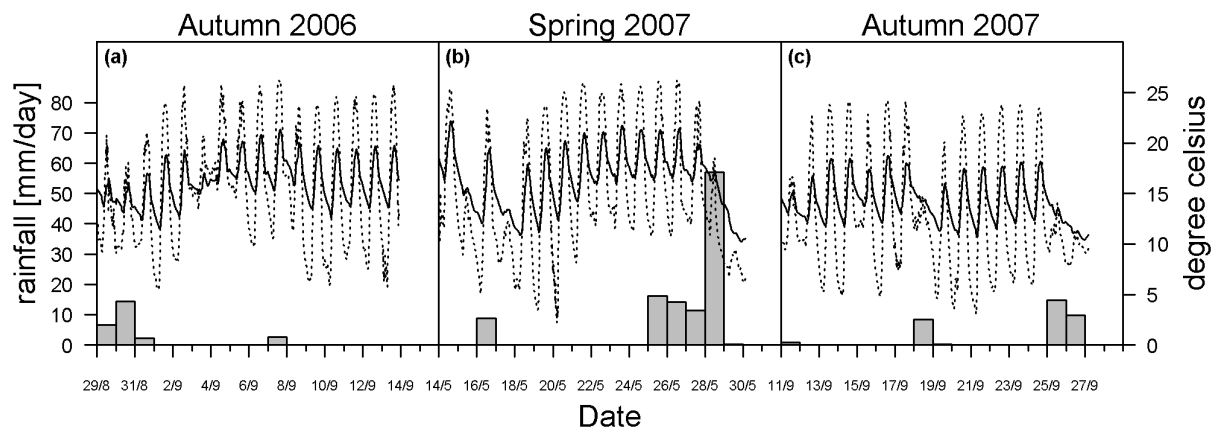 Autumn 2006 Spring 2007 Autumn 2007
(a) (b) (c)
rainfall [mm/day]
80
70
60
50
40
30
20
10
0
25
20
15
10
5
0
degree celsius
29/8 31/8 2/9 4/9 6/9 8/9 10/9 12/9 14/9 14/5 16/5 18/5 20/5 22/5 24/5 26/5 28/5 30/5 11/9 13/9 15/9 17/9 19/9 21/9 23/9 25/9 27/9
Date